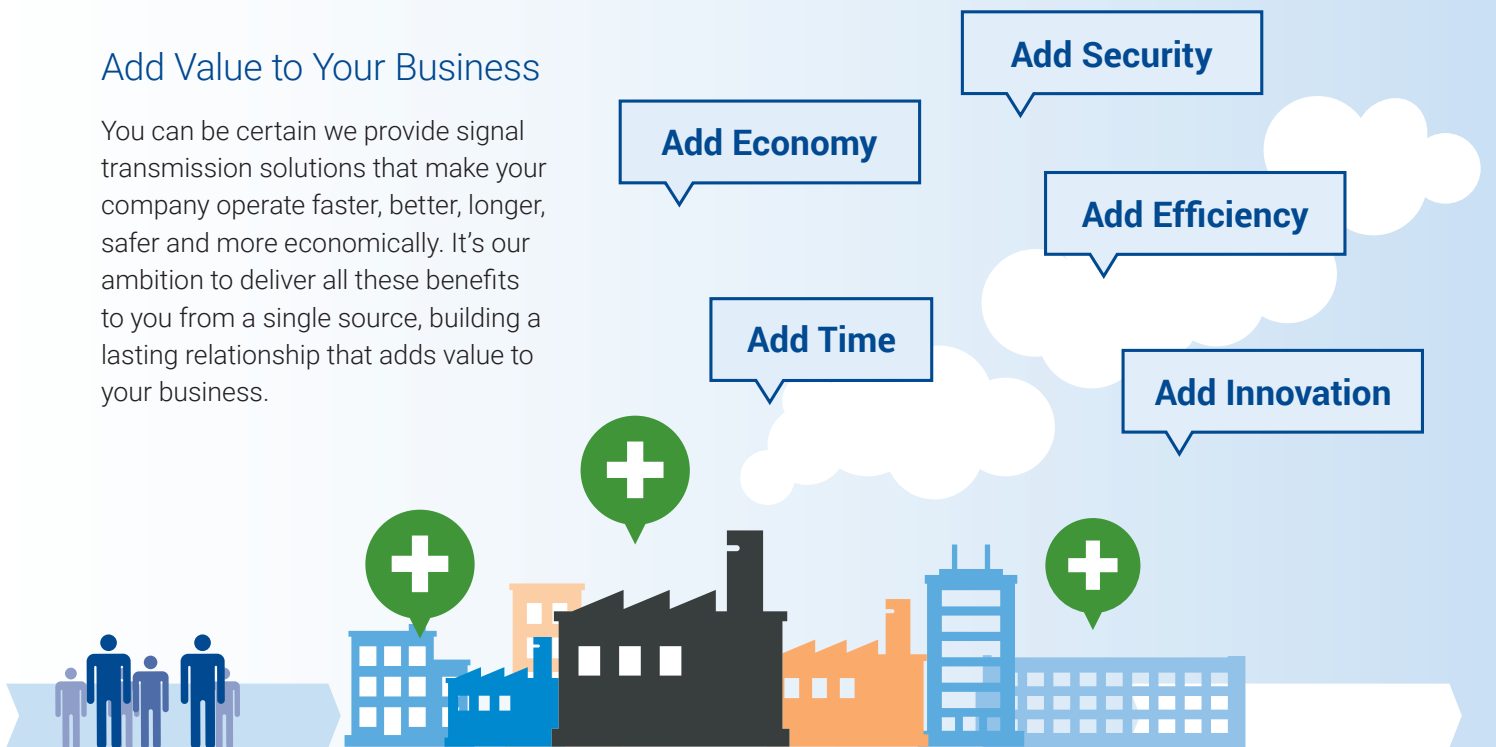 Add Value to Your Business
You can be certain we provide signal
transmission solutions that make your
company operate faster, better, longer,
safer and more economically. It's our
ambition to deliver all these benefits
to you from a single source, building a
lasting relationship that adds value to
your business.
Add Security
Add Economy
Add Efficiency
Add Time
Add Innovation